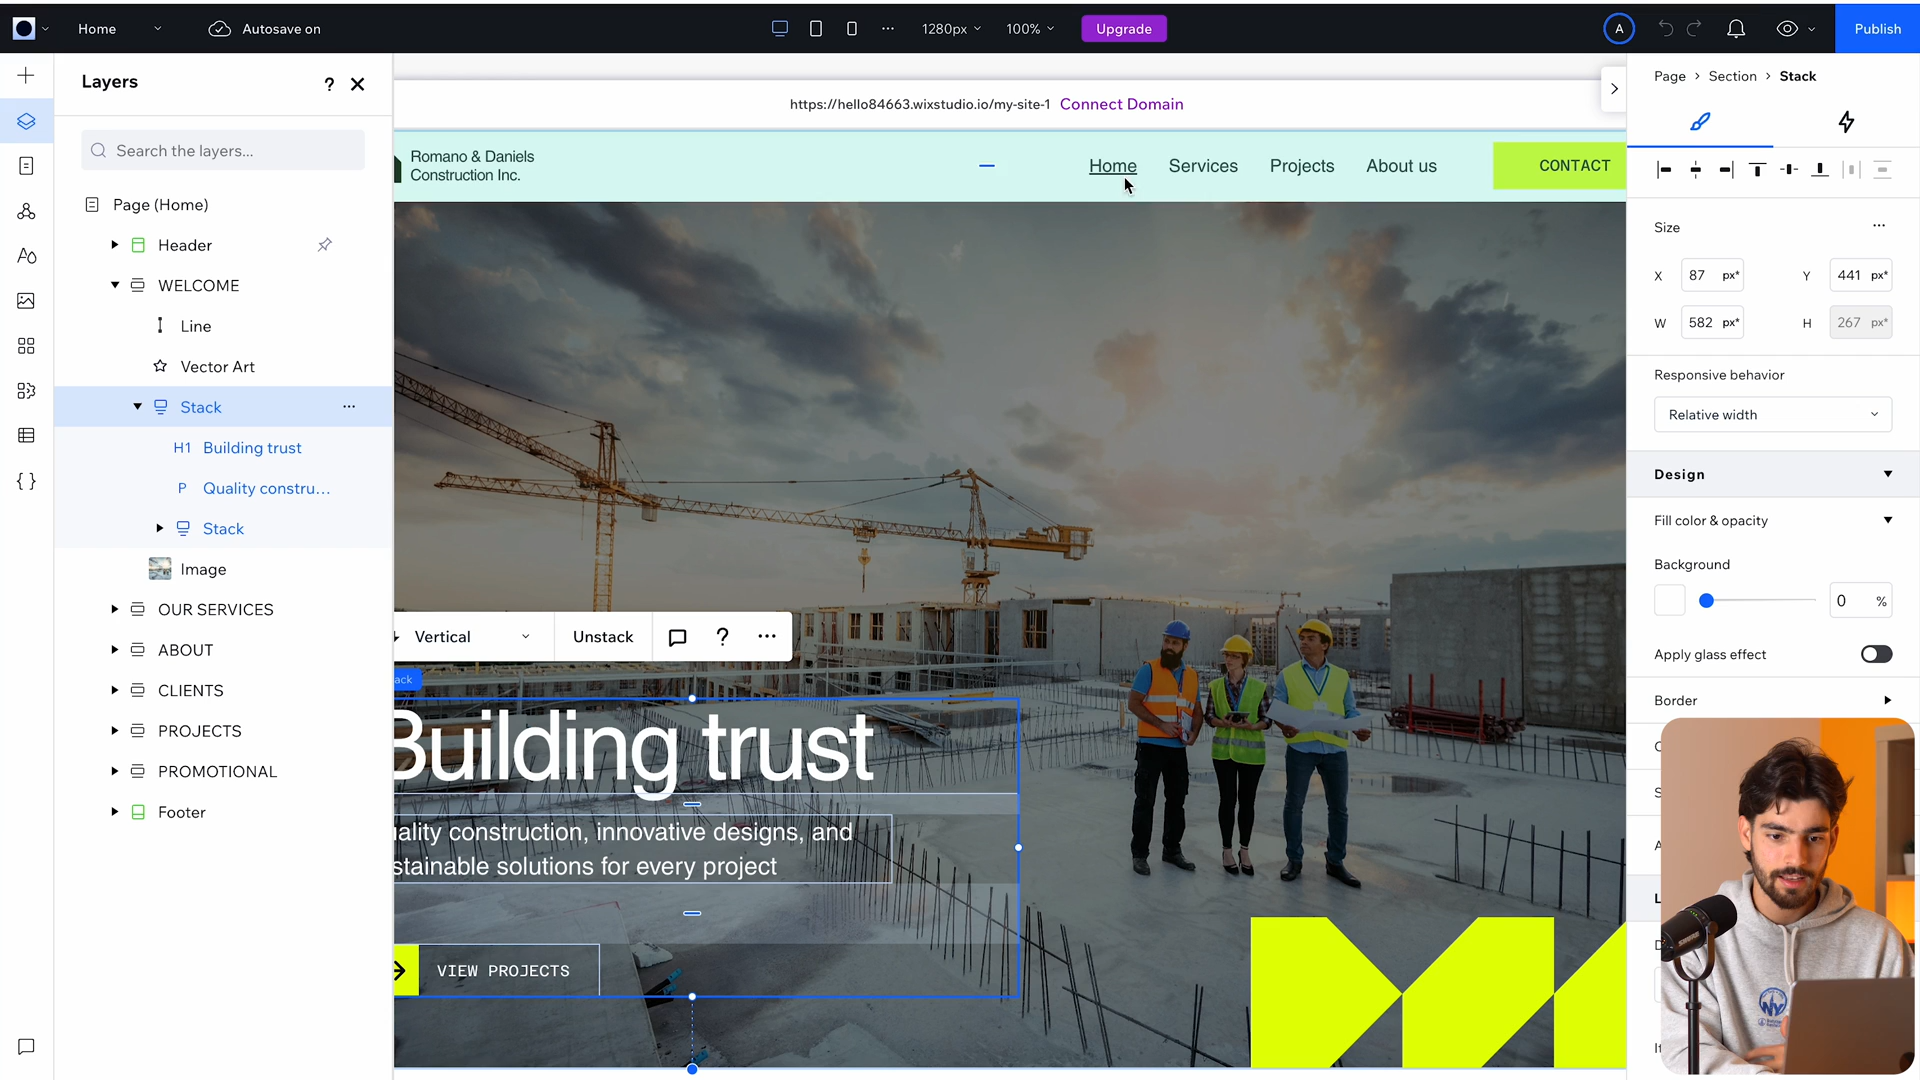 Home
Autosave on
1280px
100%
Upgrade
A
Publish
Layers
?
Search the layers...
Page (Home)
Header
WELCOME
Line
Vector Art
Stack
H1 Building trust
P Quality constru...
Stack
Image
OUR SERVICES
ABOUT
CLIENTS
PROJECTS
PROMOTIONAL
Footer
https://hello84663.wixstudio.io/my-site-1 Connect Domain
Romano & Daniels
Construction Inc.
Home
Services
Projects
About us
CONTACT
Vertical
Unstack
?
ack
Building trust
uality construction, innovative designs, and
stainable solutions for every project
VIEW PROJECTS
Page > Section > Stack
Size
X 87 px*
Y 441 px*
W 582 px*
H 267 px*
Responsive behavior
Relative width
Design
Fill color & opacity
Background
0 %
Apply glass effect
Border